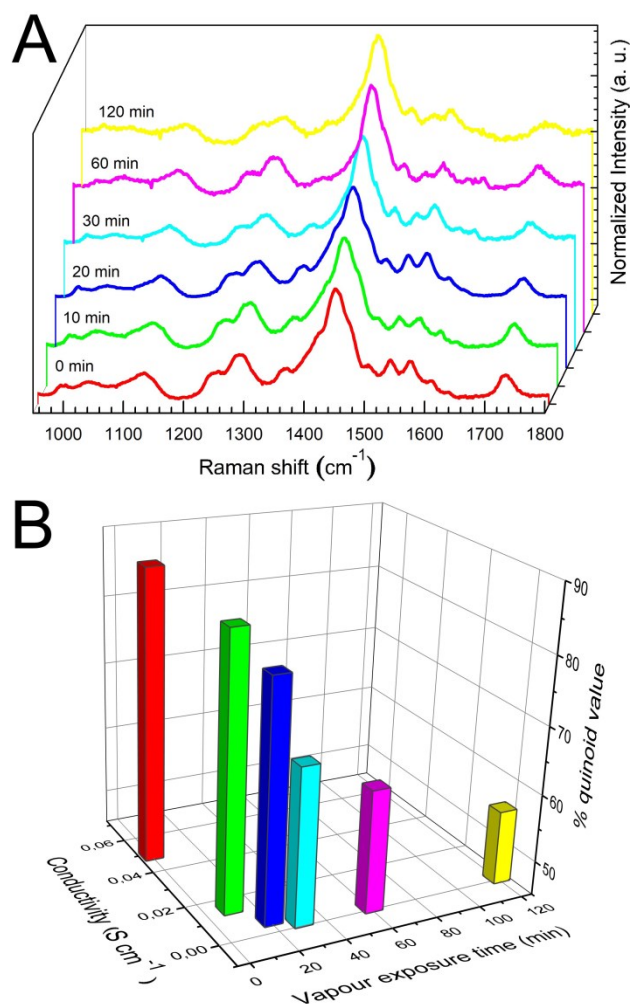 A
120 min
60 min
30 min
20 min
10 min
0 min
1000 1100 1200 1300 1400 1500 1600 1700 1800
Raman shift (cm-1)
Normalized Intensity (a. u.)
B
90
80
70
60
50
% quinoid value
0,06
0,04
0,02
0,00
Conductivity (S cm-1
0 20 40 60 80 100 120
Vapour exposure time (min)